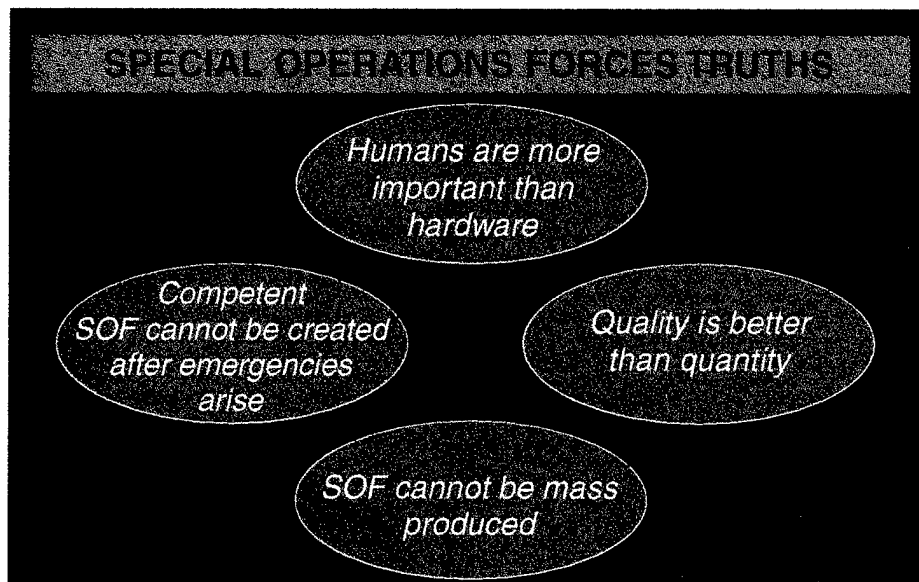 SPECIAL OPERATIONS FORCES TRUTHS
Humans are more
important than
hardware
Competent
SOF cannot be created
after emergencies
arise
Quality is better
than quantity
SOF cannot be mass
produced